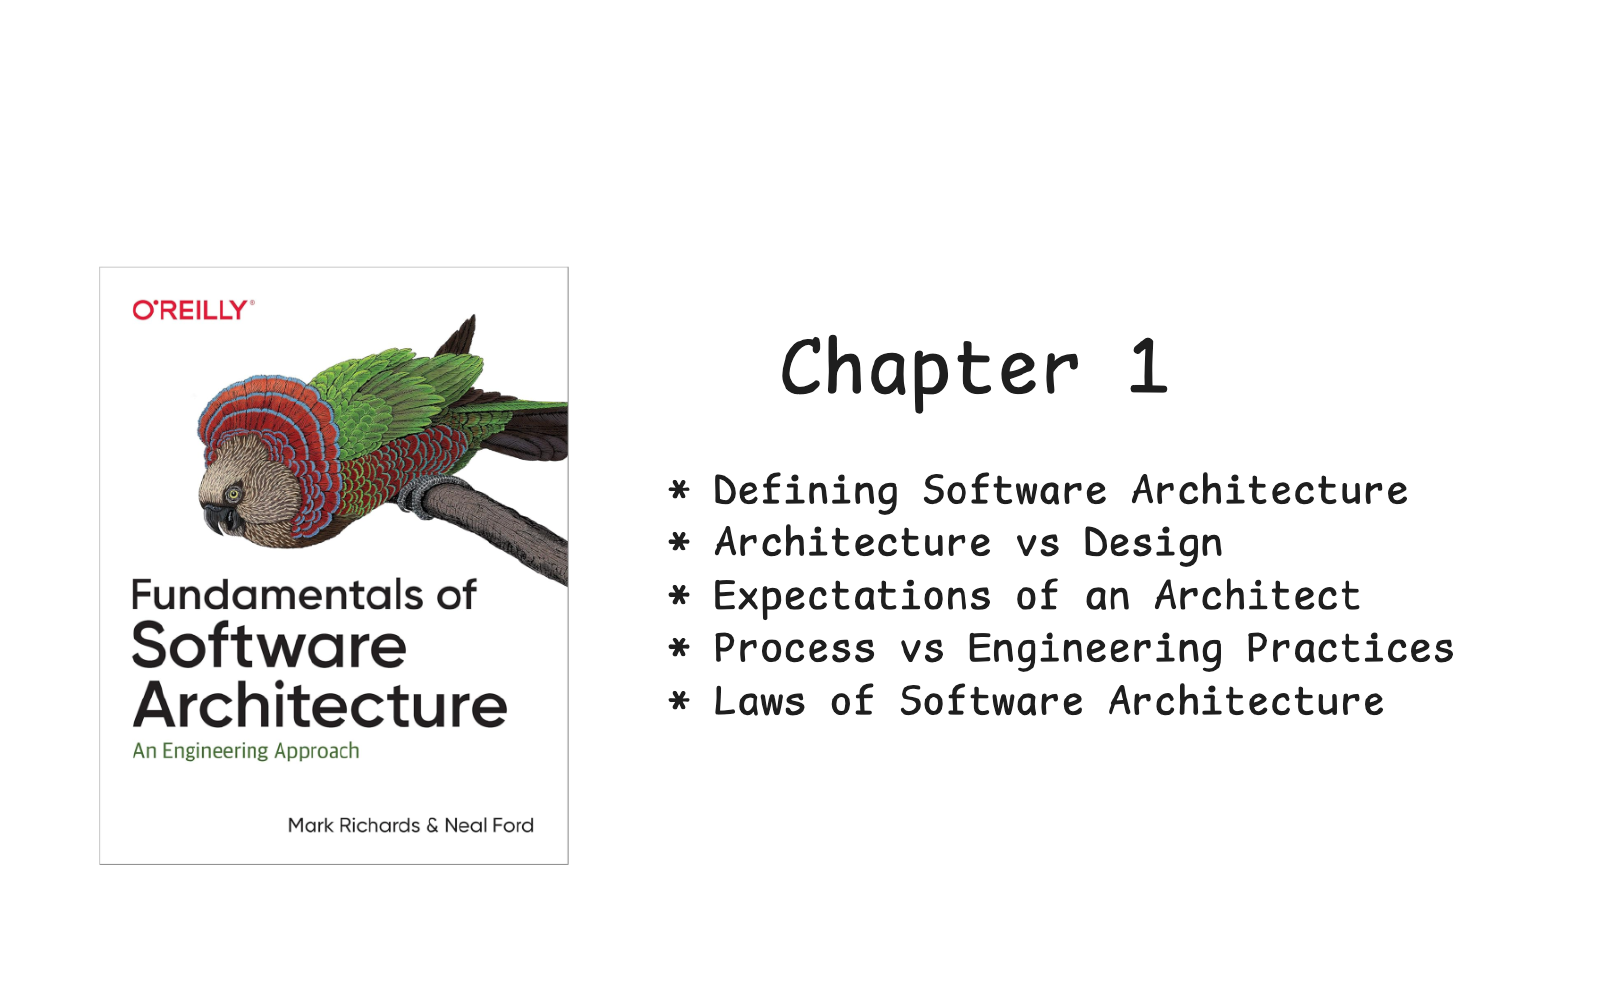 O'REILLY®
Fundamentals of
Software
Architecture
An Engineering Approach
Mark Richards & Neal Ford
Chapter 1
* Defining Software Architecture
* Architecture vs Design
* Expectations of an Architect
* Process vs Engineering Practices
* Laws of Software Architecture